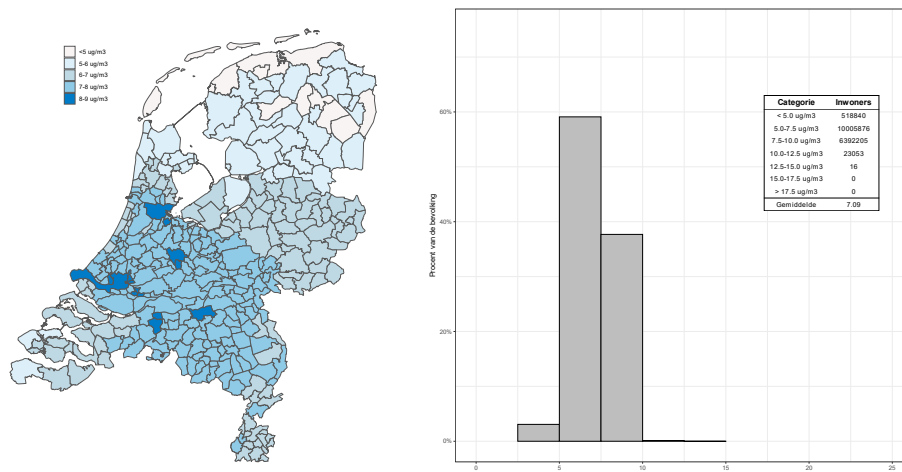 <5 ug/m3
5-6 ug/m3
6-7 ug/m3
7-8 ug/m3
8-9 ug/m3
Procent van de bevolking
60%
40%
20%
0%
0 5 10 15 20 25
Categorie Inwoners
< 5.0 ug/m3 518840
5.0-7.5 ug/m3 10005876
7.5-10.0 ug/m3 6392205
10.0-12.5 ug/m3 23053
12.5-15.0 ug/m3 16
15.0-17.5 ug/m3 0
> 17.5 ug/m3 0
Gemiddelde 7.09